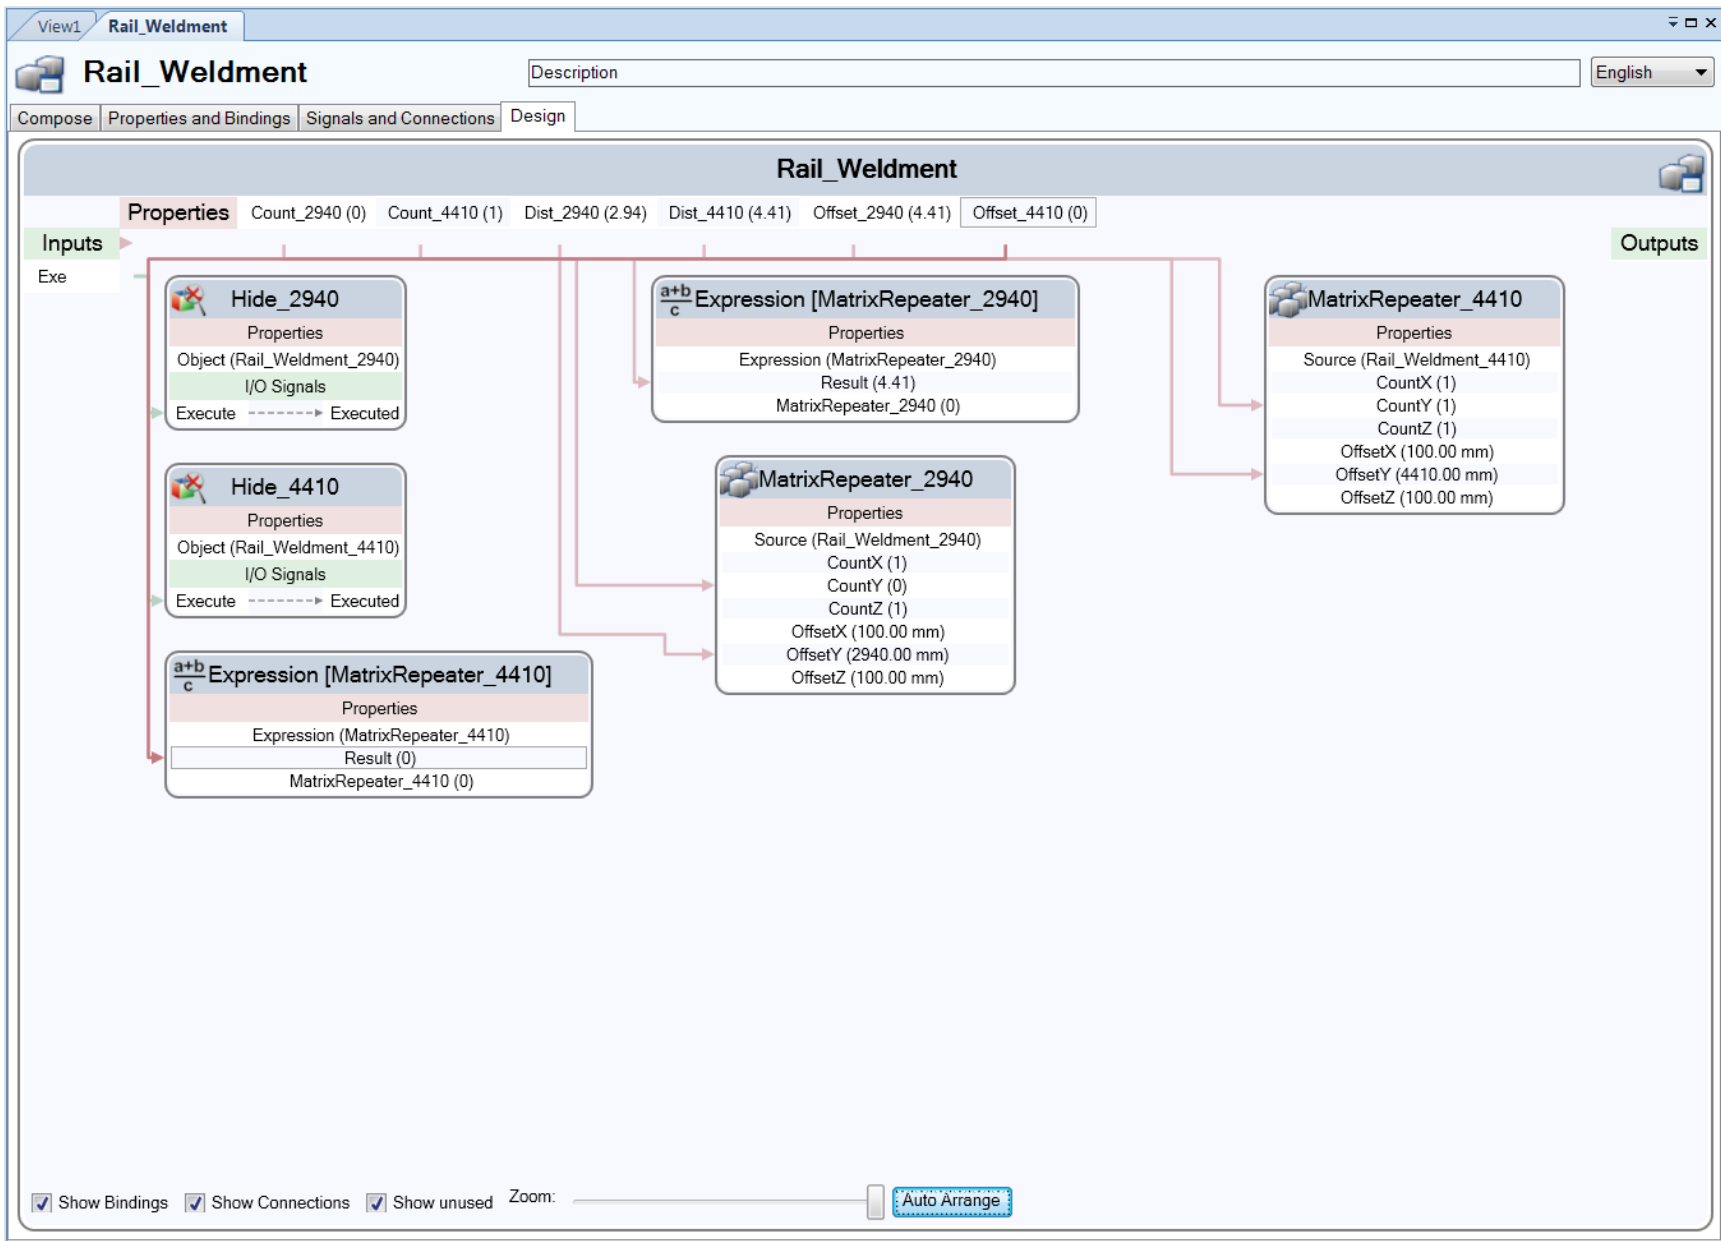 View1 Rail_Weldment
Rail_Weldment Description English
Compose Properties and Bindings Signals and Connections Design
Rail_Weldment
Properties Count_2940 (0) Count_4410 (1) Dist_2940 (2.94) Dist_4410 (4.41) Offset_2940 (4.41) Offset_4410 (0)
Inputs
Outputs
Exe
Hide_2940
Properties
Object (Rail_Weldment_2940)
I/O Signals
Execute Executed
Hide_4410
Properties
Object (Rail_Weldment_4410)
I/O Signals
Execute Executed
a+b
c
Expression [MatrixRepeater_4410]
Properties
Expression (MatrixRepeater_4410)
Result (0)
MatrixRepeater_4410 (0)
a+b
c
Expression [MatrixRepeater_2940]
Properties
Expression (MatrixRepeater_2940)
Result (4.41)
MatrixRepeater_2940 (0)
MatrixRepeater_2940
Properties
Source (Rail_Weldment_2940)
CountX (1)
CountY (0)
CountZ (1)
OffsetX (100.00 mm)
OffsetY (2940.00 mm)
OffsetZ (100.00 mm)
MatrixRepeater_4410
Properties
Source (Rail_Weldment_4410)
CountX (1)
CountY (1)
CountZ (1)
OffsetX (100.00 mm)
OffsetY (4410.00 mm)
OffsetZ (100.00 mm)
Show Bindings Show Connections Show unused Zoom: Auto Arrange